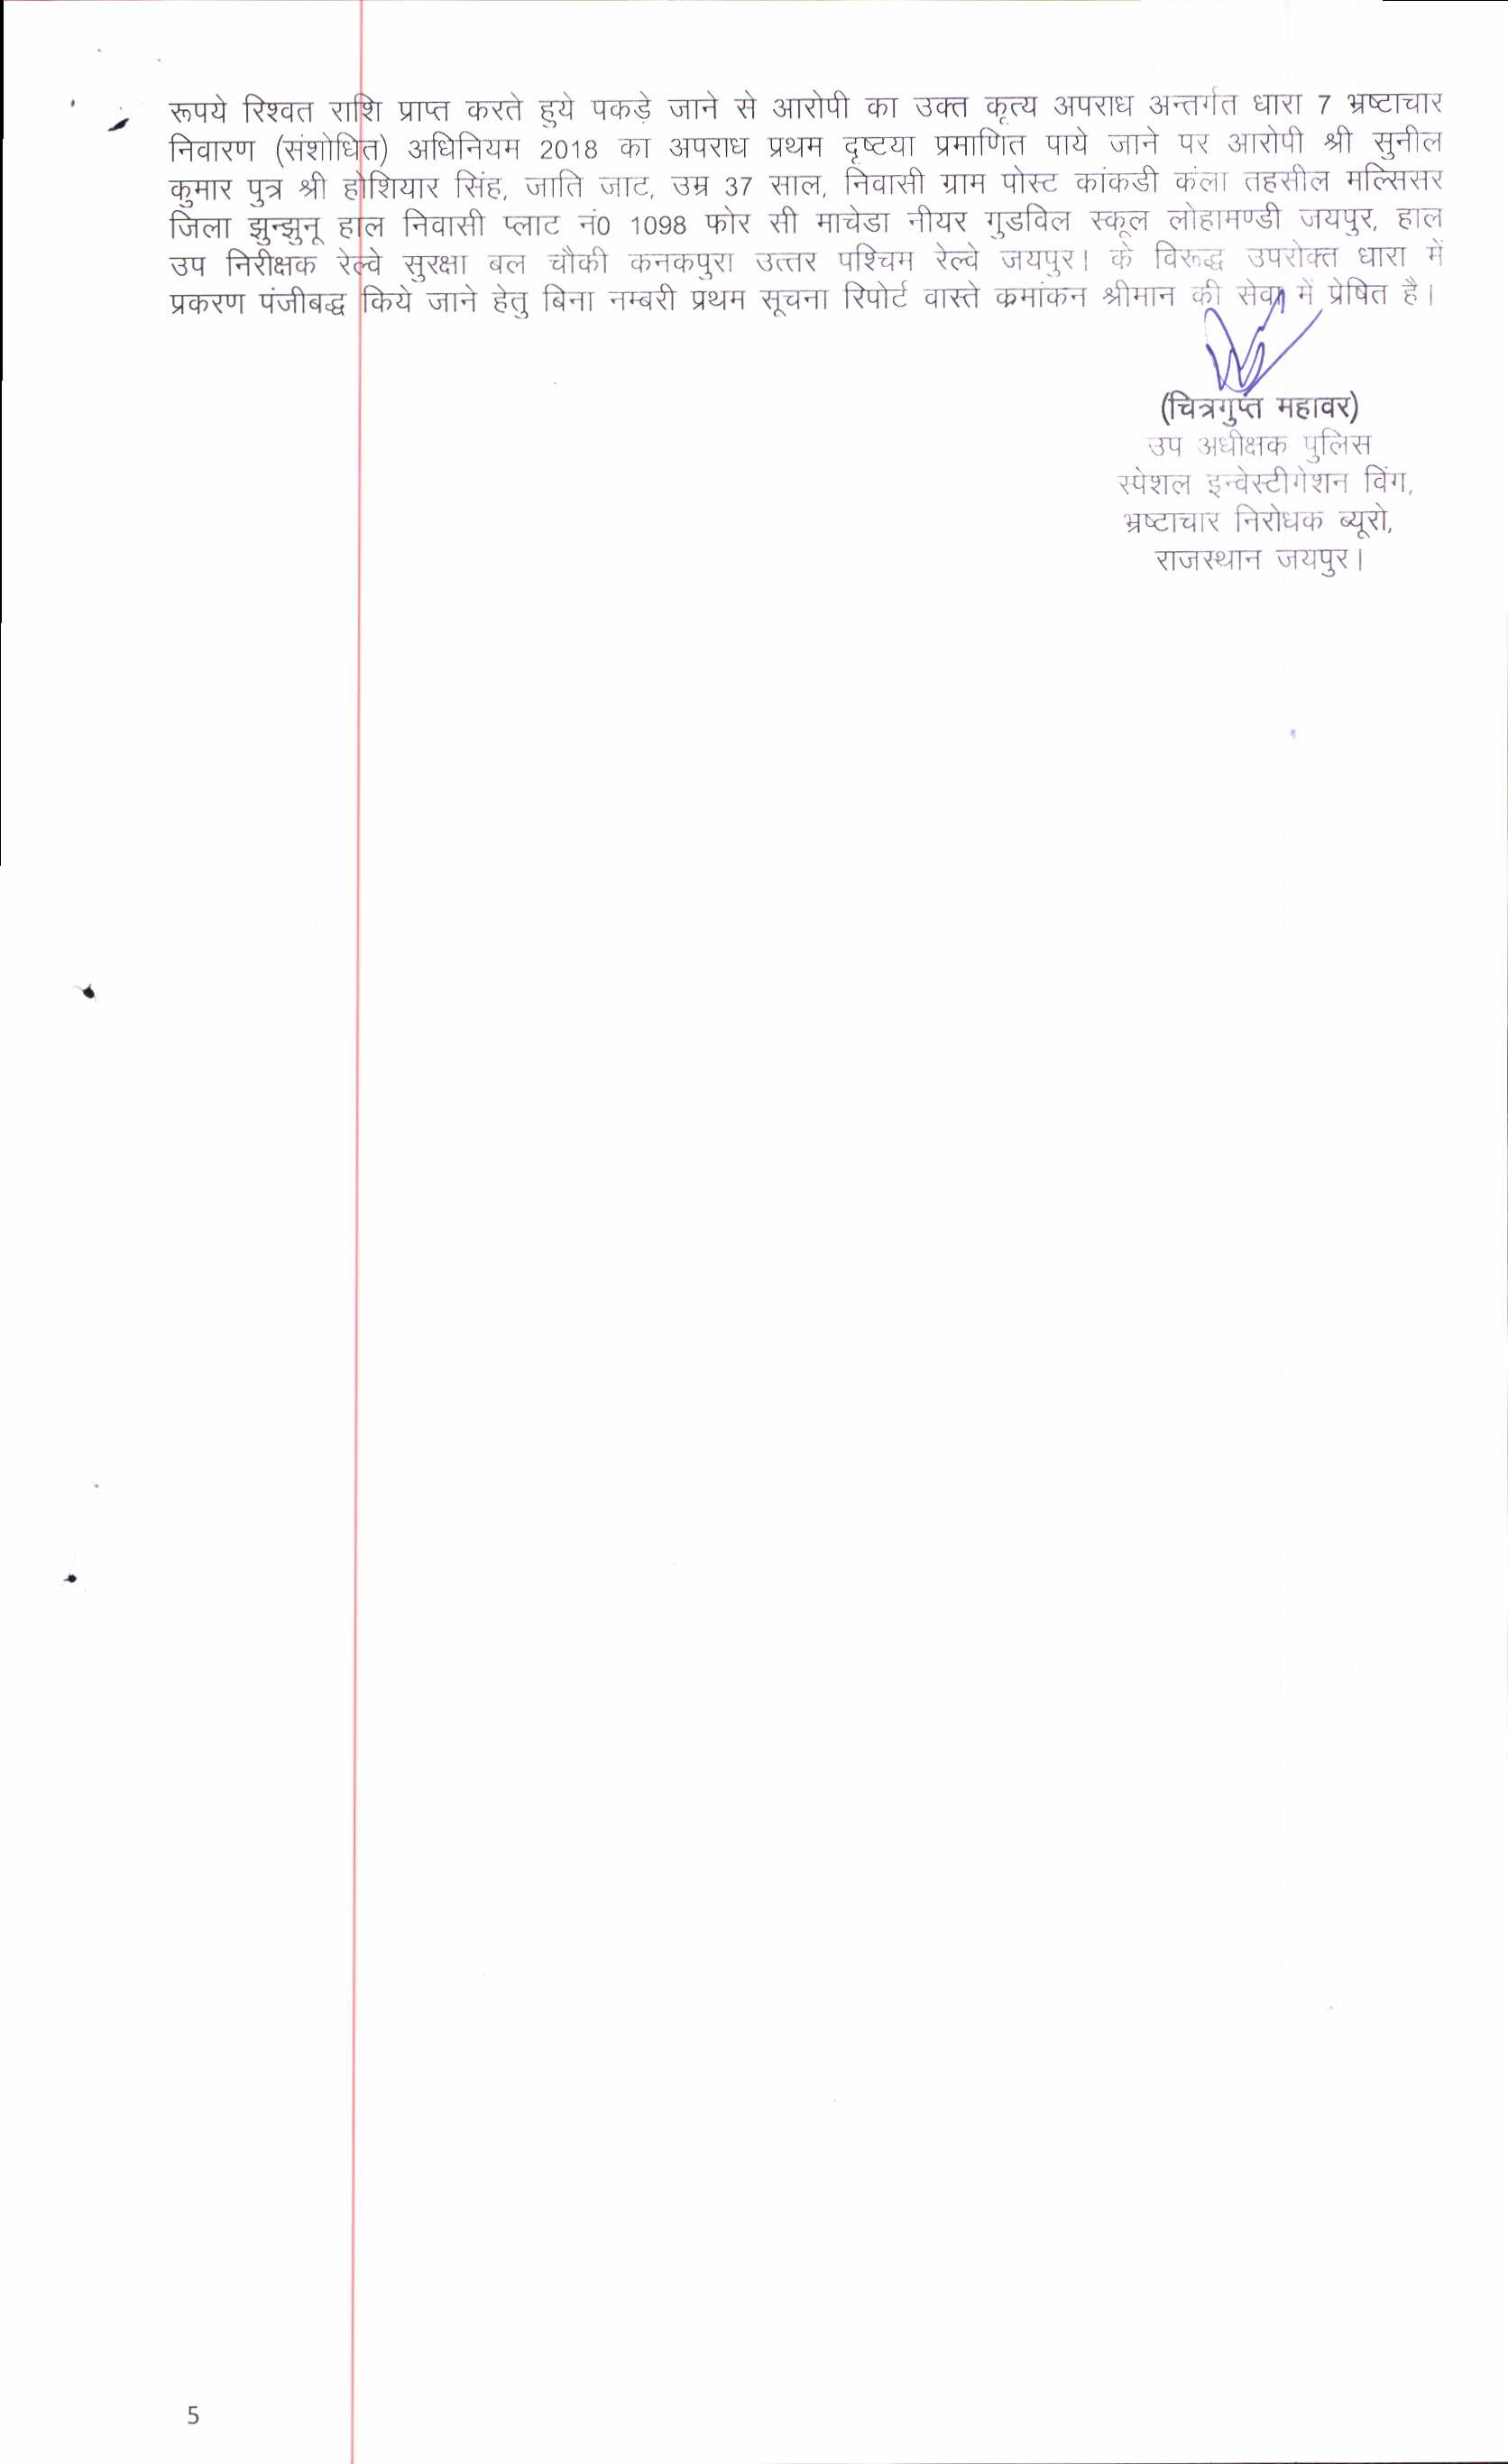 रूपये रिश्वत राशि प्राप्त करते हुये पकड़े जाने से आरोपी का उक्त कृत्य अपराध अन्तर्गत धारा 7 भ्रष्टाचार
निवारण (संशोधित) अधिनियम 2018 का अपराध प्रथम दृष्टया प्रमाणित पाये जाने पर आरोपी श्री सुनील
कुमार पुत्र श्री होशियार सिंह, जाति जाट, उम्र 37 साल, निवासी ग्राम पोस्ट कांकडी कंला तहसील मल्सिसर
जिला झुन्झुनू हाल निवासी प्लाट नं0 1098 फोर सी माचेडा नीयर गुडविल स्कूल लोहामण्डी जयपुर, हाल
उप निरीक्षक रेल्वे सुरक्षा बल चौकी कनकपुरा उत्तर पश्चिम रेल्वे जयपुर। के विरूद्ध उपरोक्त धारा में
प्रकरण पंजीबद्ध किये जाने हेतु बिना नम्बरी प्रथम सूचना रिपोर्ट वास्ते क्रमांकन श्रीमान की सेवा में प्रेषित है।
(चित्रगुप्त महावर)
उप अधीक्षक पुलिस
स्पेशल इन्वेस्टीगेशन विंग,
भ्रष्टाचार निरोधक ब्यूरो,
राजस्थान जयपुर।
5